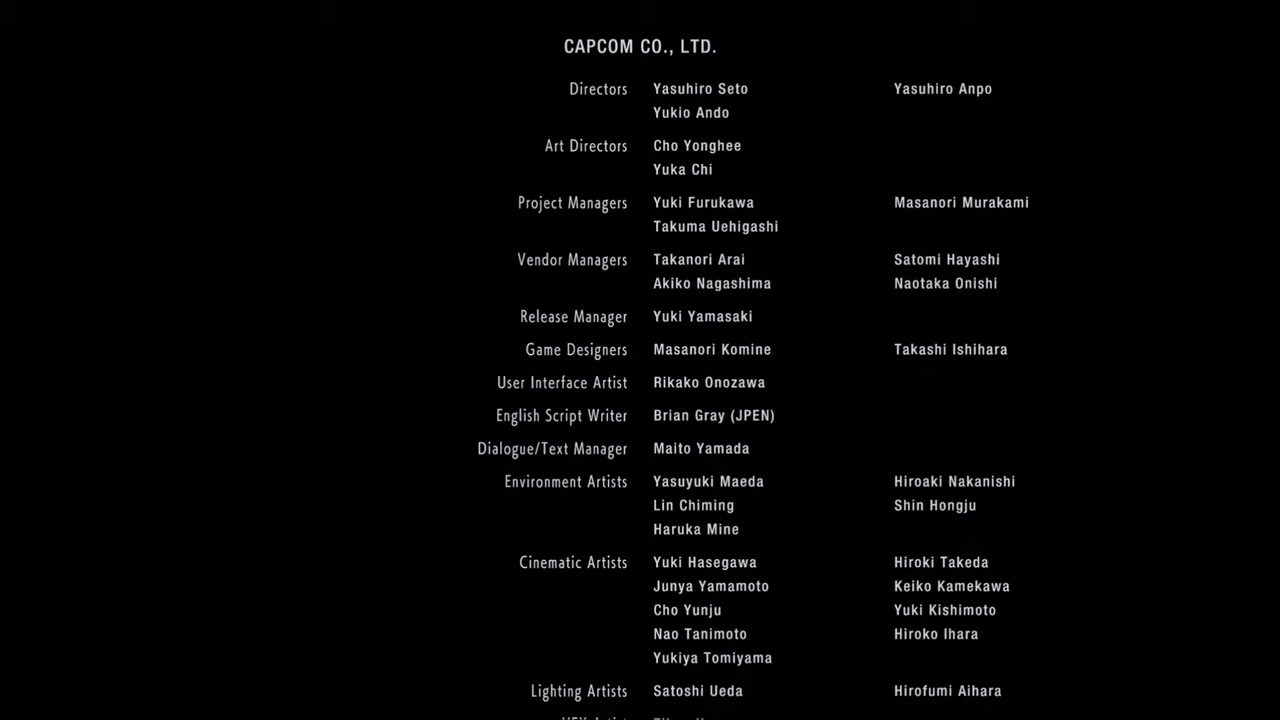 CAPCOM CO., LTD.
Directors Yasuhiro Seto Yasuhiro Anpo
Yukio Ando
Art Directors Cho Yonghee
Yuka Chi
Project Managers Yuki Furukawa Masanori Murakami
Takuma Uehigashi
Vendor Managers Takanori Arai Satomi Hayashi
Akiko Nagashima Naotaka Onishi
Release Manager Yuki Yamasaki
Game Designers Masanori Komine Takashi Ishihara
User Interface Artist Rikako Onozawa
English Script Writer Brian Gray (JPEN)
Dialogue/Text Manager Maito Yamada
Environment Artists Yasuyuki Maeda Hiroaki Nakanishi
Lin Chiming Shin Hongju
Haruka Mine
Cinematic Artists Yuki Hasegawa Hiroki Takeda
Junya Yamamoto Keiko Kamekawa
Cho Yunju Yuki Kishimoto
Nao Tanimoto Hiroko Ihara
Yukiya Tomiyama
Lighting Artists Satoshi Ueda Hirofumi Aihara